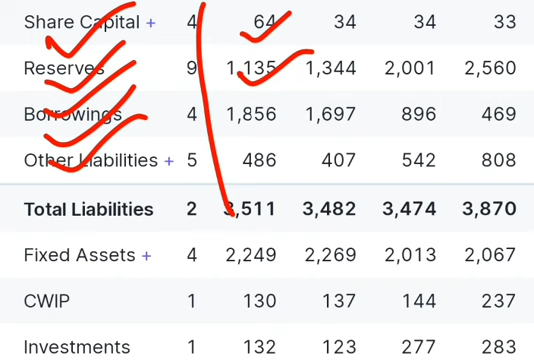 Share Capital + 4 64 34 34 33
Reserves 9 1,135 1,344 2,001 2,560
Borrowings 4 1,856 1,697 896 469
Other Liabilities + 5 486 407 542 808
Total Liabilities 2 3,511 3,482 3,474 3,870
Fixed Assets + 4 2,249 2,269 2,013 2,067
CWIP 1 130 137 144 237
Investments 1 132 123 277 283